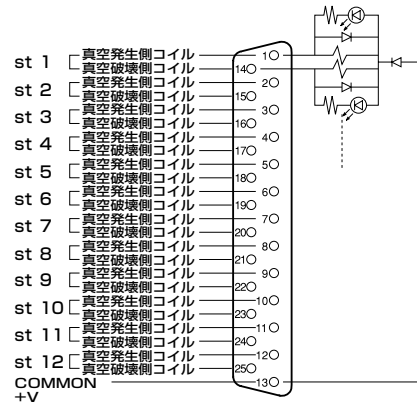 st 1 真空発生側コイル 1
真空破壊側コイル 14
st 2 真空発生側コイル 2
真空破壊側コイル 15
st 3 真空発生側コイル 3
真空破壊側コイル 16
st 4 真空発生側コイル 4
真空破壊側コイル 17
st 5 真空発生側コイル 5
真空破壊側コイル 18
st 6 真空発生側コイル 6
真空破壊側コイル 19
st 7 真空発生側コイル 7
真空破壊側コイル 20
st 8 真空発生側コイル 8
真空破壊側コイル 21
st 9 真空発生側コイル 9
真空破壊側コイル 22
st 10 真空発生側コイル 10
真空破壊側コイル 23
st 11 真空発生側コイル 11
真空破壊側コイル 24
st 12 真空発生側コイル 12
真空破壊側コイル 25
COMMON 13
+V